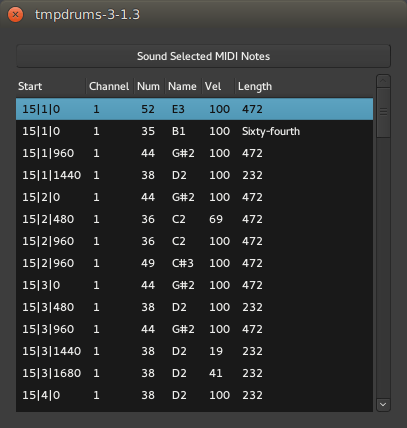 tmpdrums-3-1.3
Sound Selected MIDI Notes
Start Channel Num Name Vel Length
15|1|0 1 52 E3 100 472
15|1|0 1 35 B1 100 Sixty-fourth
15|1|960 1 44 G#2 100 472
15|1|1440 1 38 D2 100 232
15|2|0 1 44 G#2 100 472
15|2|480 1 36 C2 69 472
15|2|960 1 36 C2 100 472
15|2|960 1 49 C#3 100 472
15|3|0 1 44 G#2 100 472
15|3|480 1 38 D2 100 232
15|3|960 1 44 G#2 100 472
15|3|1440 1 38 D2 19 232
15|3|1680 1 38 D2 41 232
15|4|0 1 38 D2 100 232